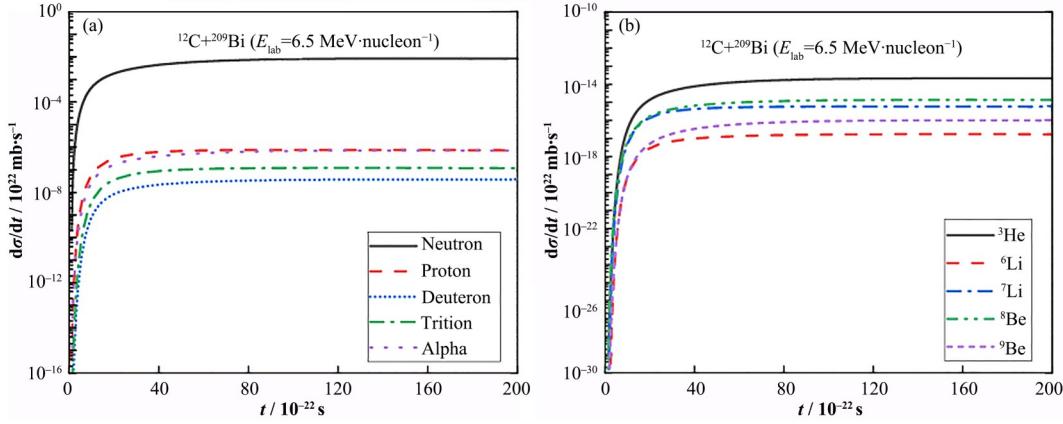 (a)
¹²C+²⁰⁹Bi (E_lab=6.5 MeV·nucleon⁻¹)
dσ/dt / 10²² mb·s⁻¹
10⁰
10⁻⁴
10⁻⁸
10⁻¹²
10⁻¹⁶
Neutron
Proton
Deuteron
Trition
Alpha
0 40 80 120 160 200
t / 10⁻²² s
(b)
¹²C+²⁰⁹Bi (E_lab=6.5 MeV·nucleon⁻¹)
dσ/dt / 10²² mb·s⁻¹
10⁻¹⁰
10⁻¹⁴
10⁻¹⁸
10⁻²²
10⁻²⁶
10⁻³⁰
³He
⁶Li
⁷Li
⁸Be
⁹Be
0 40 80 120 160 200
t / 10⁻²² s